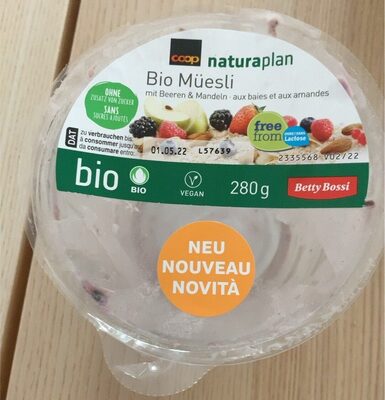 coop naturaplan
Bio Müesli
mit Beeren & Mandeln · aux baies et aux amandes
OHNE
ZUSATZ VON ZUCKER
SANS
SUCRES AJOUTÉS
free
from
Lactose
DAT
zu verbrauchen bis
à consommer jusqu'au
da consumare entro
01.05.22 L57639
2335568 V02/22
bio
BIO
VEGAN
280 g
Betty Bossi
NEU
NOUVEAU
NOVITÀ